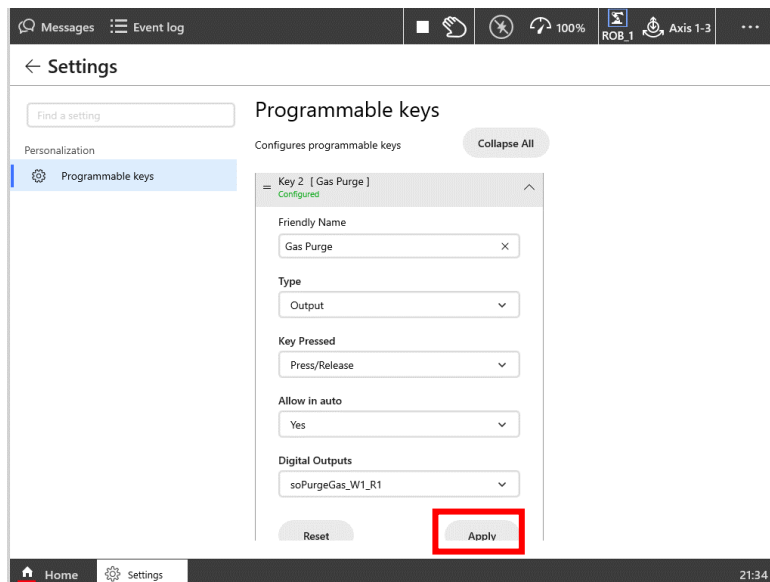 Messages Event log 100% ROB_1 Axis 1-3 ...
Settings
Find a setting
Personalization
Programmable keys
Programmable keys
Configures programmable keys Collapse All
Key 2 [ Gas Purge ]
Configured
Friendly Name
Gas Purge
Type
Output
Key Pressed
Press/Release
Allow in auto
Yes
Digital Outputs
soPurgeGas_W1_R1
Reset Apply
Home Settings 21:34